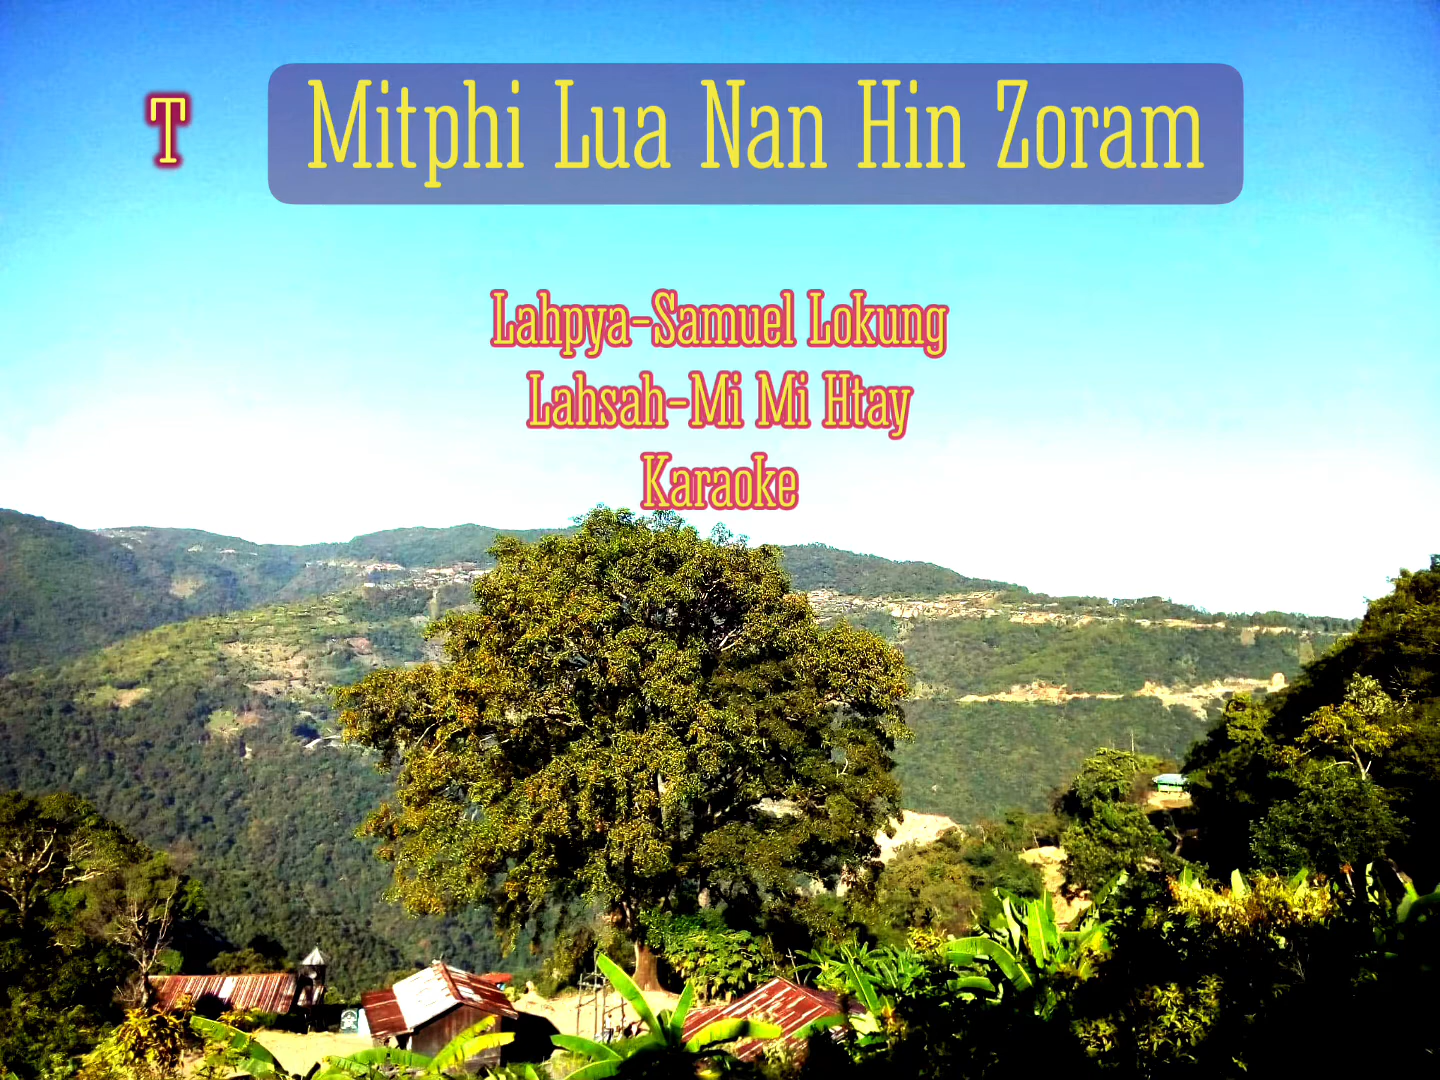 T
Mitphi Lua Nan Hin Zoram
Lahpya-Samuel Lokung
Lahsah-Mi Mi Htay
Karaoke